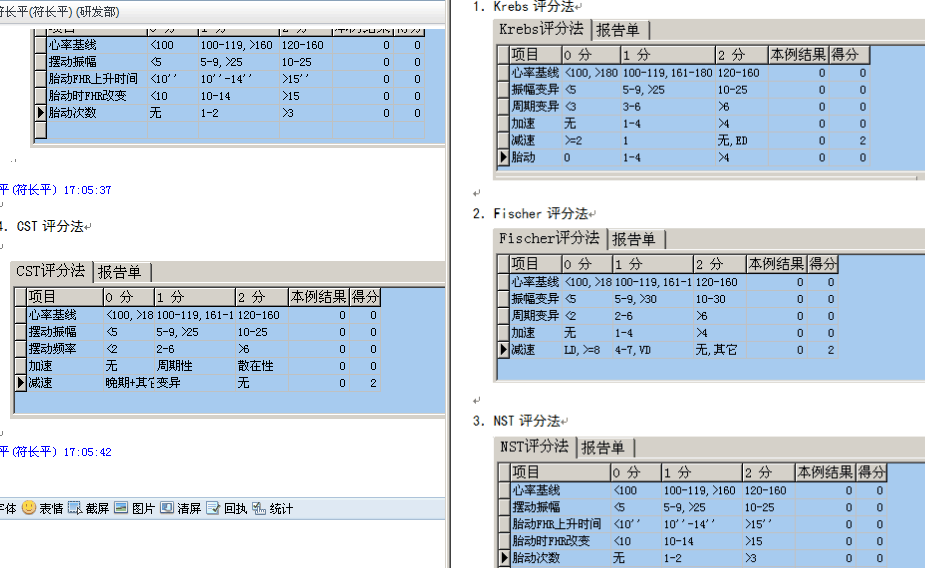 符长平(符长平)(研发部)
项目 0 分 1 分 2 分 本例结果 得分
心率基线 <100 100-119, >160 120-160 0 0
摆动振幅 <5 5-9, >25 10-25 0 0
胎动FHR上升时间 <10'' 10''-14'' >15'' 0 0
胎动时FHR改变 <10 10-14 >15 0 0
胎动次数 无 1-2 >3 0 0
平(符长平) 17:05:37
4. CST 评分法
CST评分法 报告单
项目 0 分 1 分 2 分 本例结果 得分
心率基线 <100, >18 100-119, 161-1 120-160 0 0
摆动振幅 <5 5-9, >25 10-25 0 0
摆动频率 <2 2-6 >6 0 0
加速 无 周期性 散在性 0 0
减速 晚期+其它 变异 无 0 2
平(符长平) 17:05:42
字体 表情 截屏 图片 清屏 回执 统计
1. Krebs 评分法
Krebs评分法 报告单
项目 0 分 1 分 2 分 本例结果 得分
心率基线 <100, >180 100-119, 161-180 120-160 0 0
振幅变异 <5 5-9, >25 10-25 0 0
周期变异 <3 3-6 >6 0 0
加速 无 1-4 >4 0 0
减速 >=2 1 无, ED 0 2
胎动 0 1-4 >4 0 0
2. Fischer 评分法
Fischer评分法 报告单
项目 0 分 1 分 2 分 本例结果 得分
心率基线 <100, >18 100-119, 161-1 120-160 0 0
振幅变异 <5 5-9, >30 10-30 0 0
周期变异 <2 2-6 >6 0 0
加速 无 1-4 >4 0 0
减速 LD, >=8 4-7, VD 无, 其它 0 2
3. NST 评分法
NST评分法 报告单
项目 0 分 1 分 2 分 本例结果 得分
心率基线 <100 100-119, >160 120-160 0 0
摆动振幅 <5 5-9, >25 10-25 0 0
胎动FHR上升时间 <10'' 10''-14'' >15'' 0 0
胎动时FHR改变 <10 10-14 >15 0 0
胎动次数 无 1-2 >3 0 0